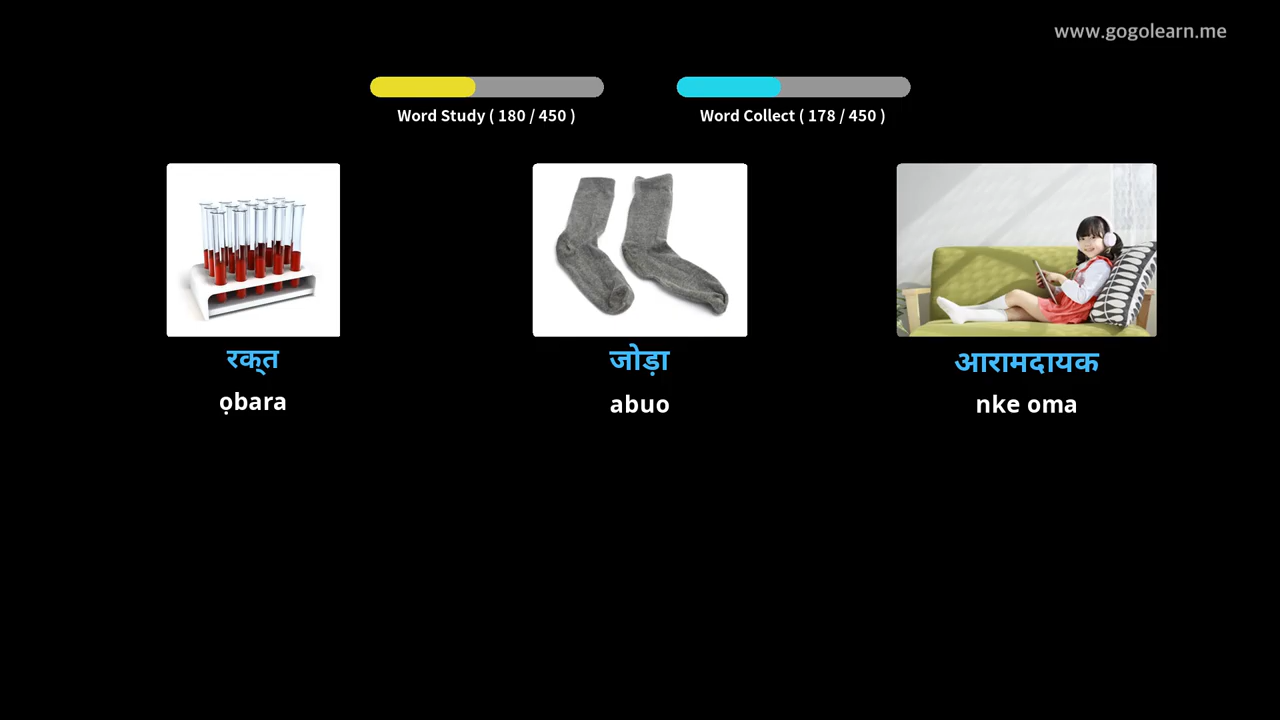 www.gogolearn.me
Word Study ( 180 / 450 )
Word Collect ( 178 / 450 )
रक्त
ọbara
जोड़ा
abuo
आरामदायक
nke oma